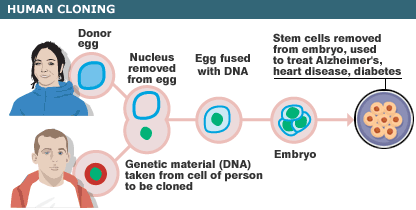 HUMAN CLONING
Donor
egg
Nucleus
removed
from egg
Egg fused
with DNA
Stem cells removed
from embryo, used
to treat Alzheimer's,
heart disease, diabetes
Embryo
Genetic material (DNA)
taken from cell of person
to be cloned